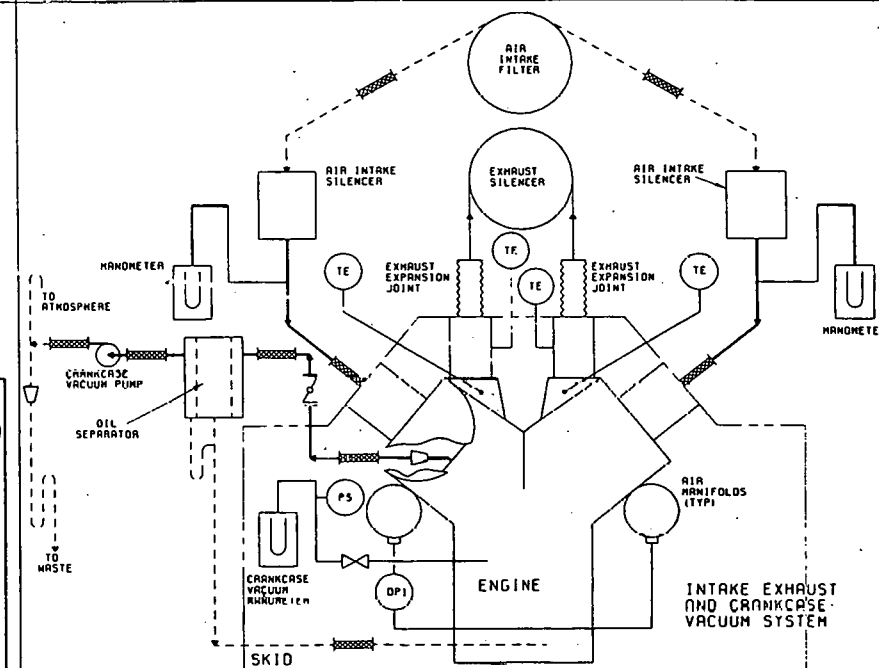 AIR
INTAKE
FILTER
AIR INTAKE
SILENCER
EXHAUST
SILENCER
AIR INTAKE
SILENCER
MANOMETER
TE
EXHAUST
EXPANSION
JOINT
TE
TE
EXHAUST
EXPANSION
JOINT
TE
MANOMETER
TO
ATMOSPHERE
CRANKCASE
VACUUM PUMP
OIL
SEPARATOR
PS
AIR
MANIFOLDS
(TYP)
TO
WASTE
CRANKCASE
VACUUM
DPI
ENGINE
INTAKE EXHAUST
AND CRANKCASE
VACUUM SYSTEM
SKID